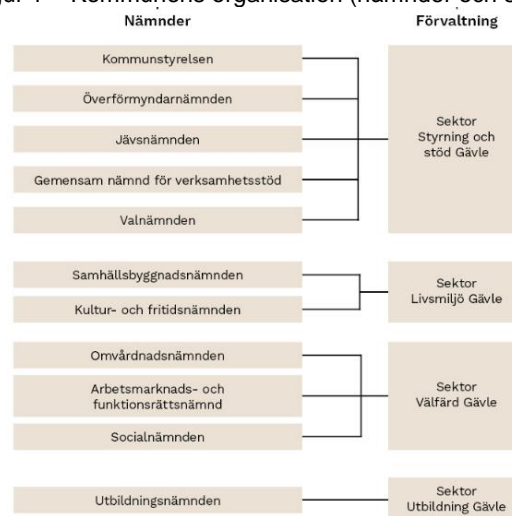 Nämnder
Förvaltning
Kommunstyrelsen
Överförmyndarnämnden
Jävsnämnden
Gemensam nämnd för verksamhetsstöd
Valnämnden
Sektor
Styrning och
stöd Gävle
Samhällsbyggnadsnämnden
Kultur- och fritidsnämnden
Sektor
Livsmiljö Gävle
Omvårdnadsnämnden
Arbetsmarknads- och
funktionsrättsnämnd
Socialnämnden
Sektor
Välfärd Gävle
Utbildningsnämnden
Sektor
Utbildning Gävle